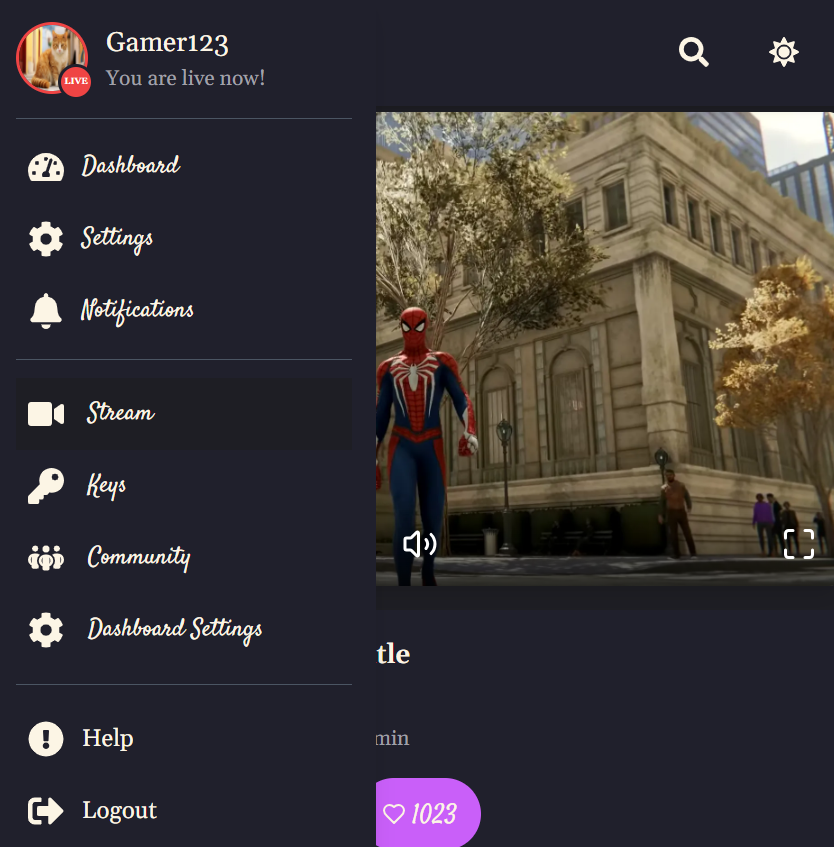 Gamer123
You are live now!
LIVE
Dashboard
Settings
Notifications
Stream
Keys
Community
Dashboard Settings
Help
Logout
tle
min
1023